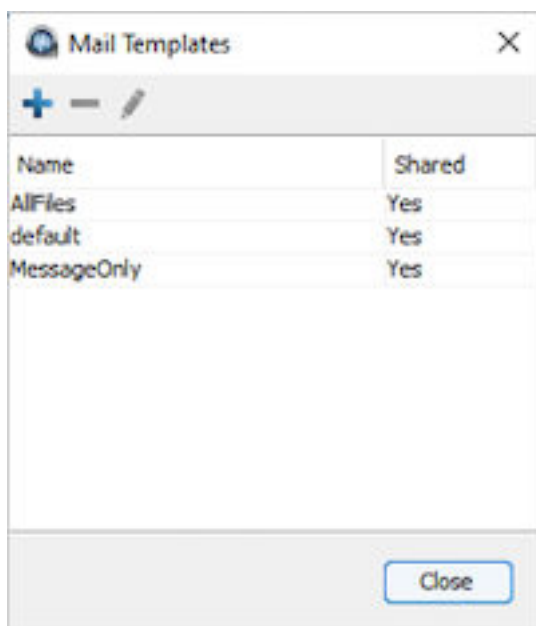 Mail Templates
Name Shared
AllFiles Yes
default Yes
MessageOnly Yes
Close